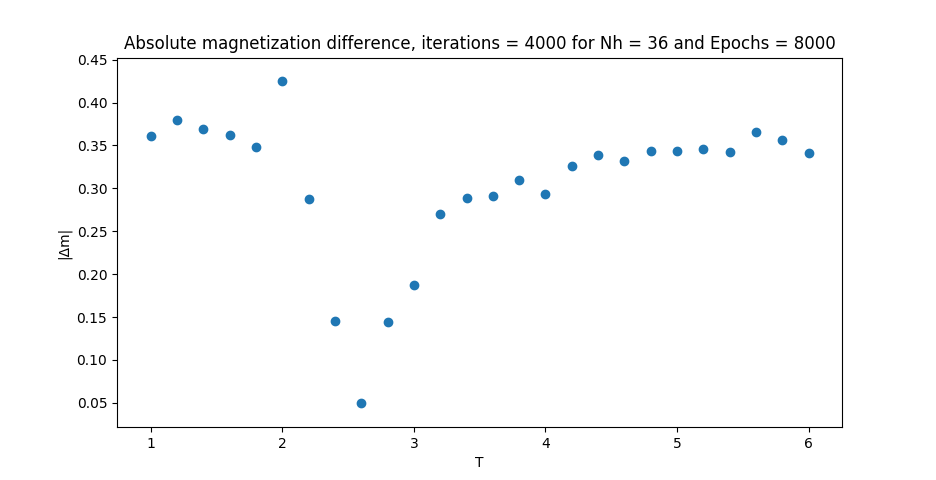 Absolute magnetization difference, iterations = 4000 for Nh = 36 and Epochs = 8000
0.45
0.40
0.35
0.30
0.25
0.20
0.15
0.10
0.05
|Δm|
1 2 3 4 5 6
T